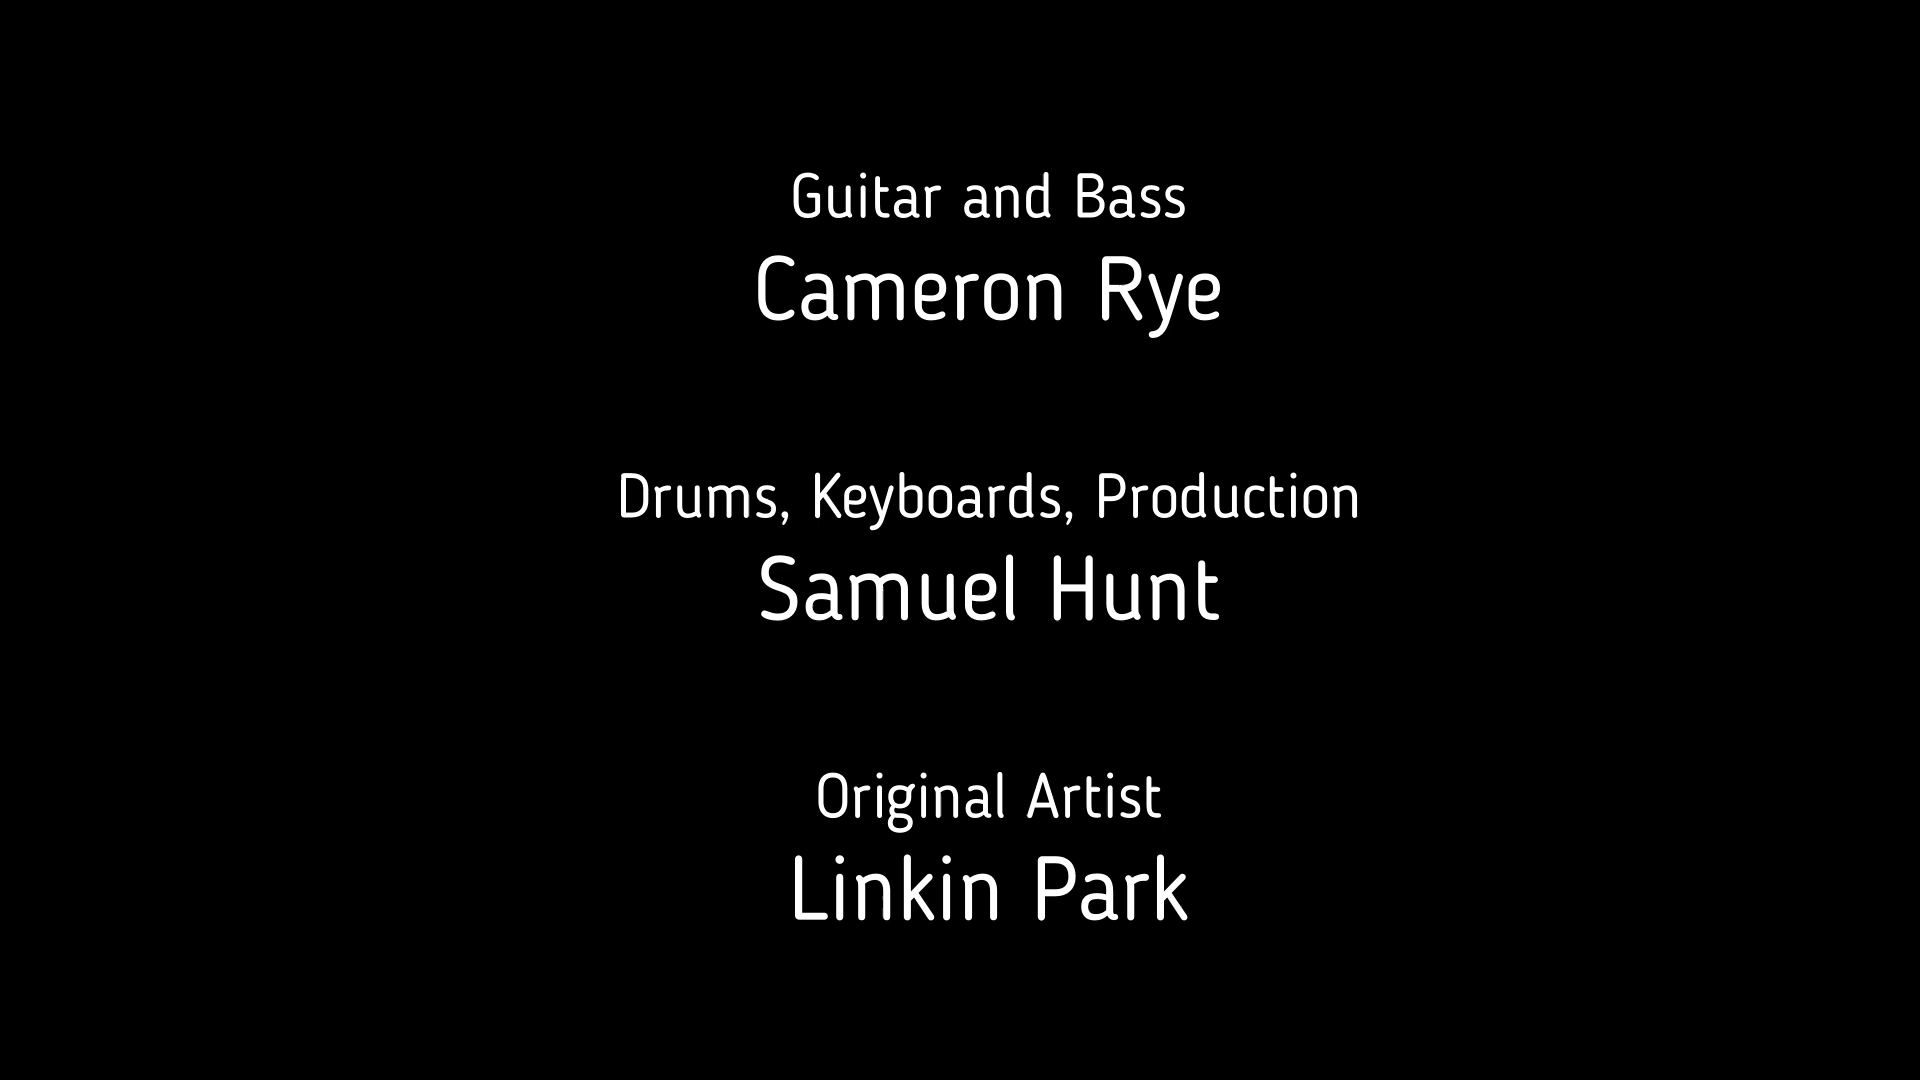 Guitar and Bass
Cameron Rye
Drums, Keyboards, Production
Samuel Hunt
Original Artist
Linkin Park